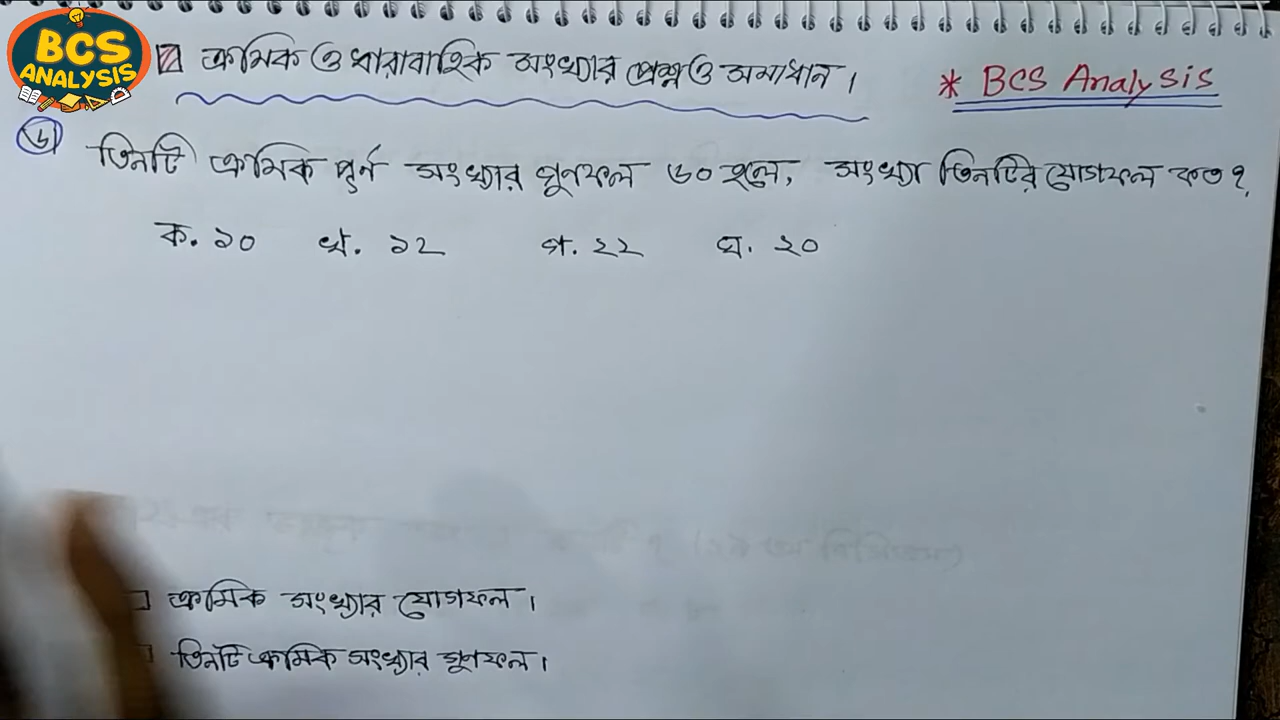 BCS
ANALYSIS
ক্রমিক ও ধারাবাহিক সংখ্যার প্রশ্ন ও সমাধান।
* BCS Analysis
৬ তিনটি ক্রমিক পূর্ন সংখ্যার গুণফল ৬০ হলে, সংখ্যা তিনটির যোগফল কত?
ক. ১০ খ. ১২ গ. ২২ ঘ. ২০
ক্রমিক সংখ্যার যোগফল।
তিনটি ক্রমিক সংখ্যার গুণফল।